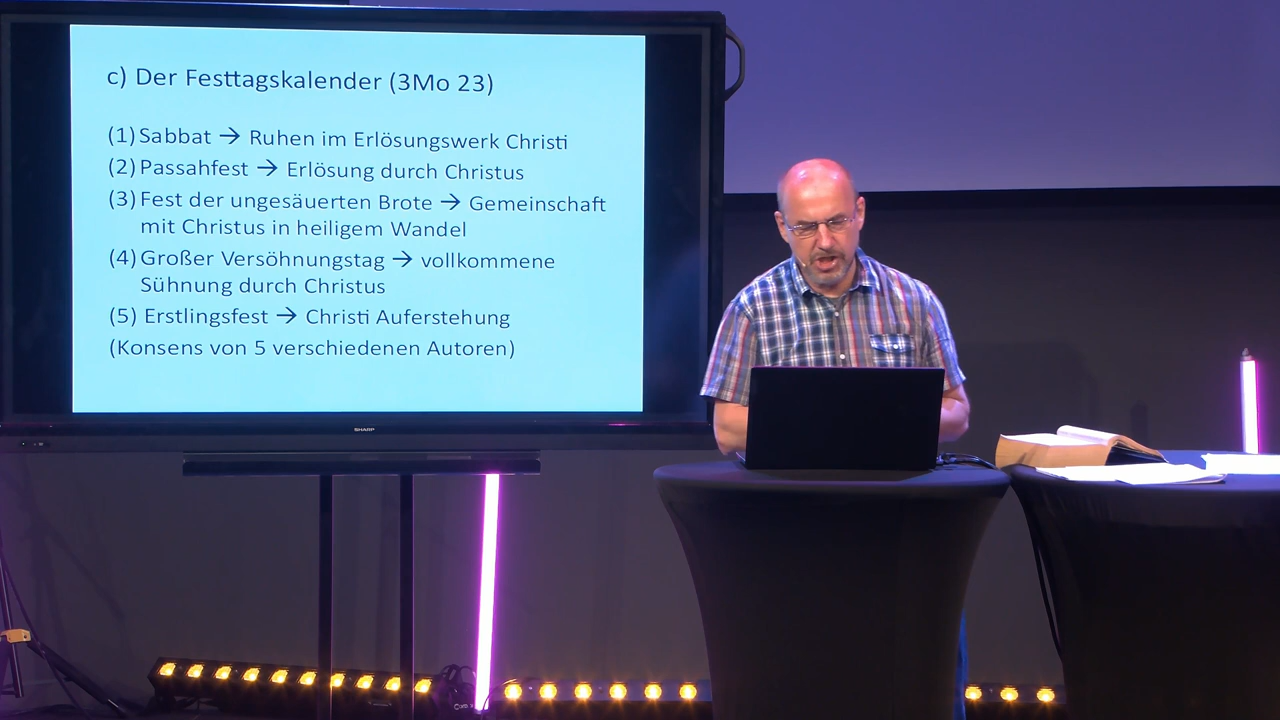 c) Der Festtagskalender (3Mo 23)
(1) Sabbat → Ruhen im Erlösungswerk Christi
(2) Passahfest → Erlösung durch Christus
(3) Fest der ungesäuerten Brote → Gemeinschaft
mit Christus in heiligem Wandel
(4) Großer Versöhnungstag → vollkommene
Sühnung durch Christus
(5) Erstlingsfest → Christi Auferstehung
(Konsens von 5 verschiedenen Autoren)
SHARP